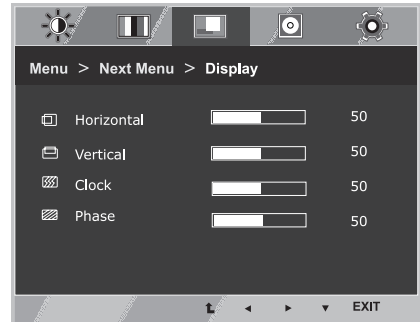 Menu > Next Menu > Display
Horizontal 50
Vertical 50
Clock 50
Phase 50
EXIT